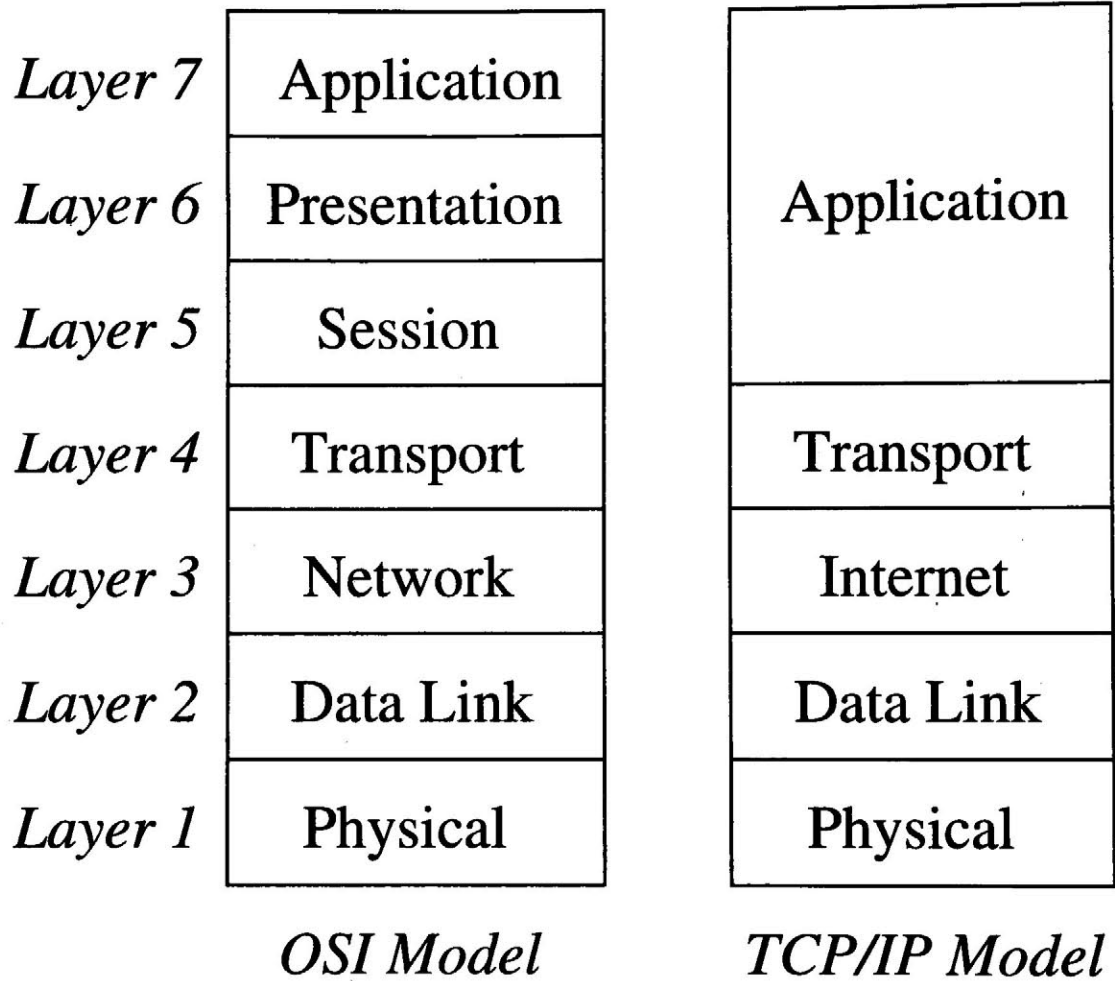 Layer 7 Application
Layer 6 Presentation Application
Layer 5 Session
Layer 4 Transport Transport
Layer 3 Network Internet
Layer 2 Data Link Data Link
Layer 1 Physical Physical
OSI Model TCP/IP Model